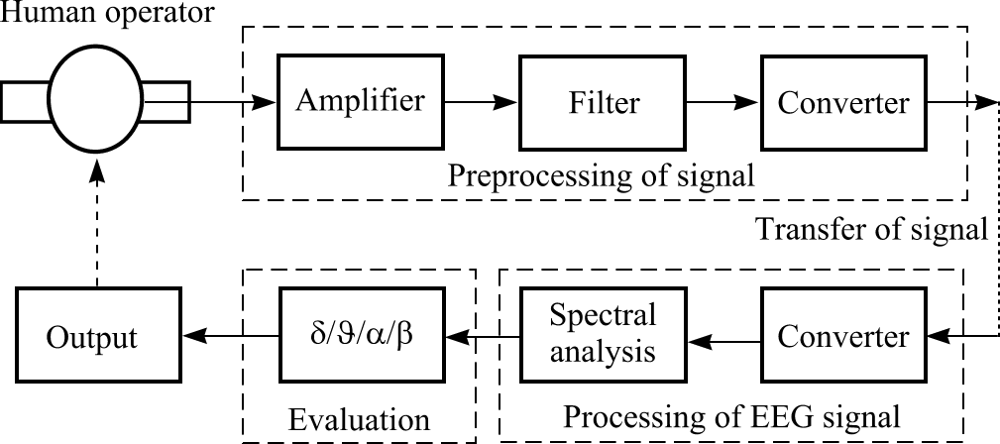 Human operator
Amplifier
Filter
Converter
Preprocessing of signal
Transfer of signal
Output
δ/ϑ/α/β
Spectral
analysis
Converter
Evaluation
Processing of EEG signal